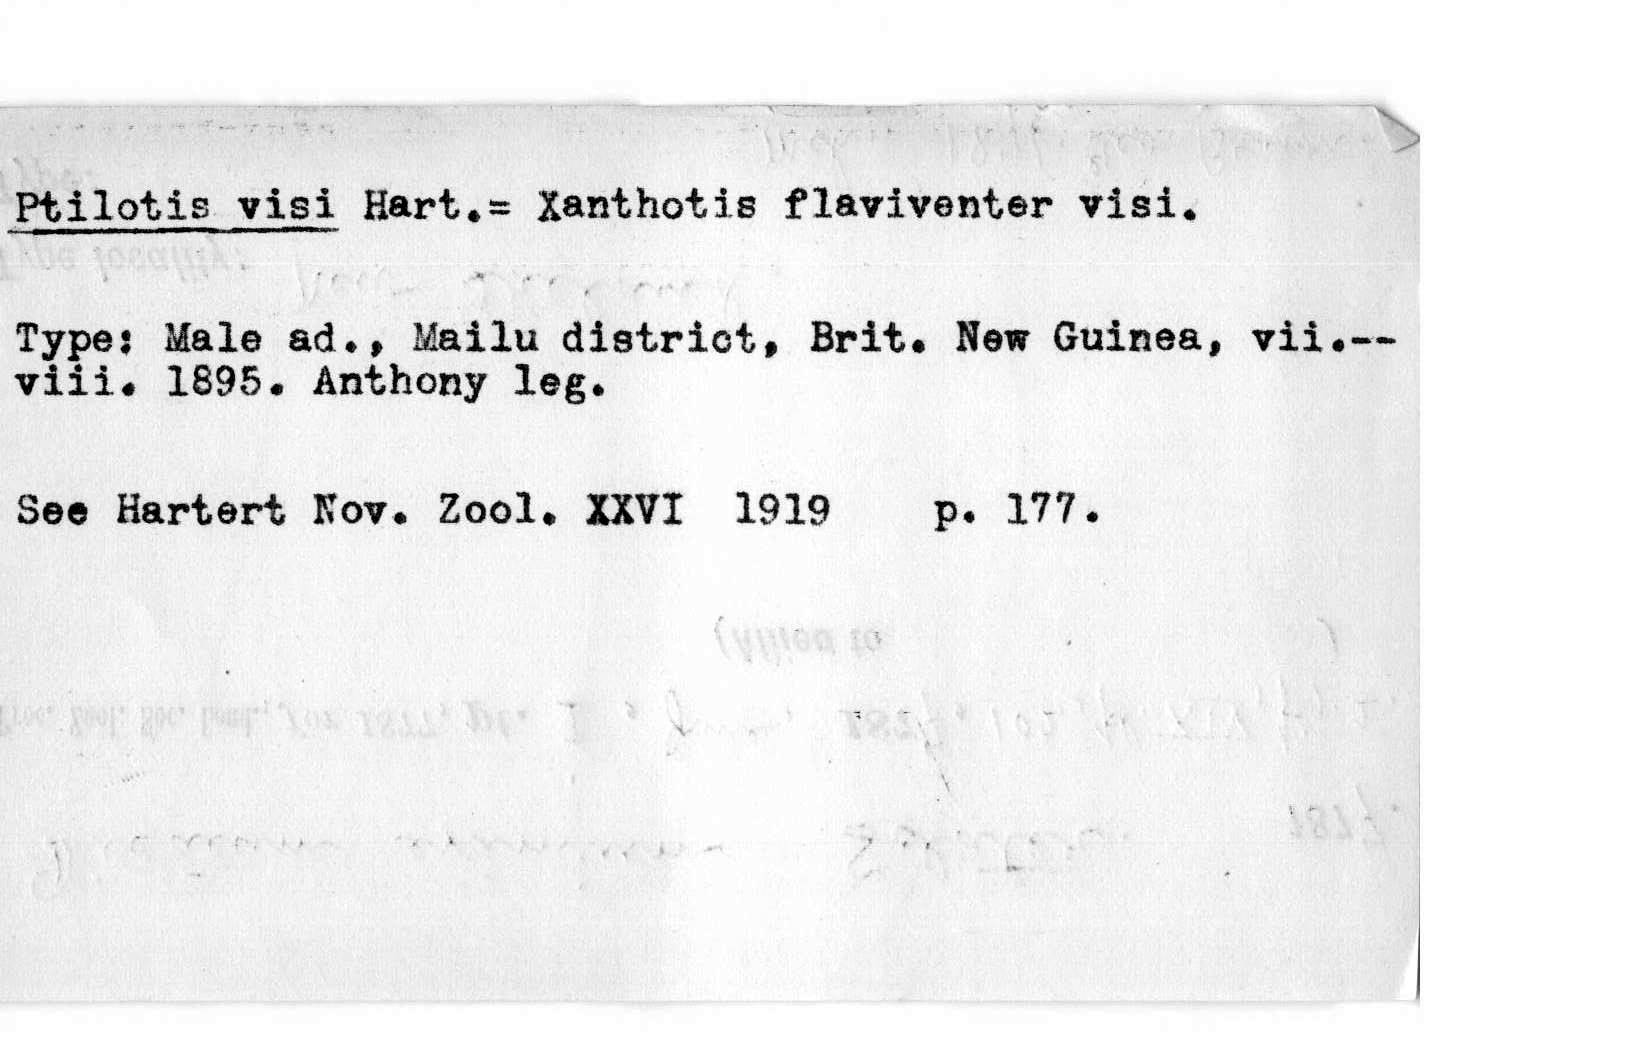 Ptilotis visi Hart.= Xanthotis flaviventer visi.
Type: Male ad., Mailu district, Brit. New Guinea, vii.--
viii. 1895. Anthony leg.
See Hartert Nov. Zool. XXVI 1919 p. 177.